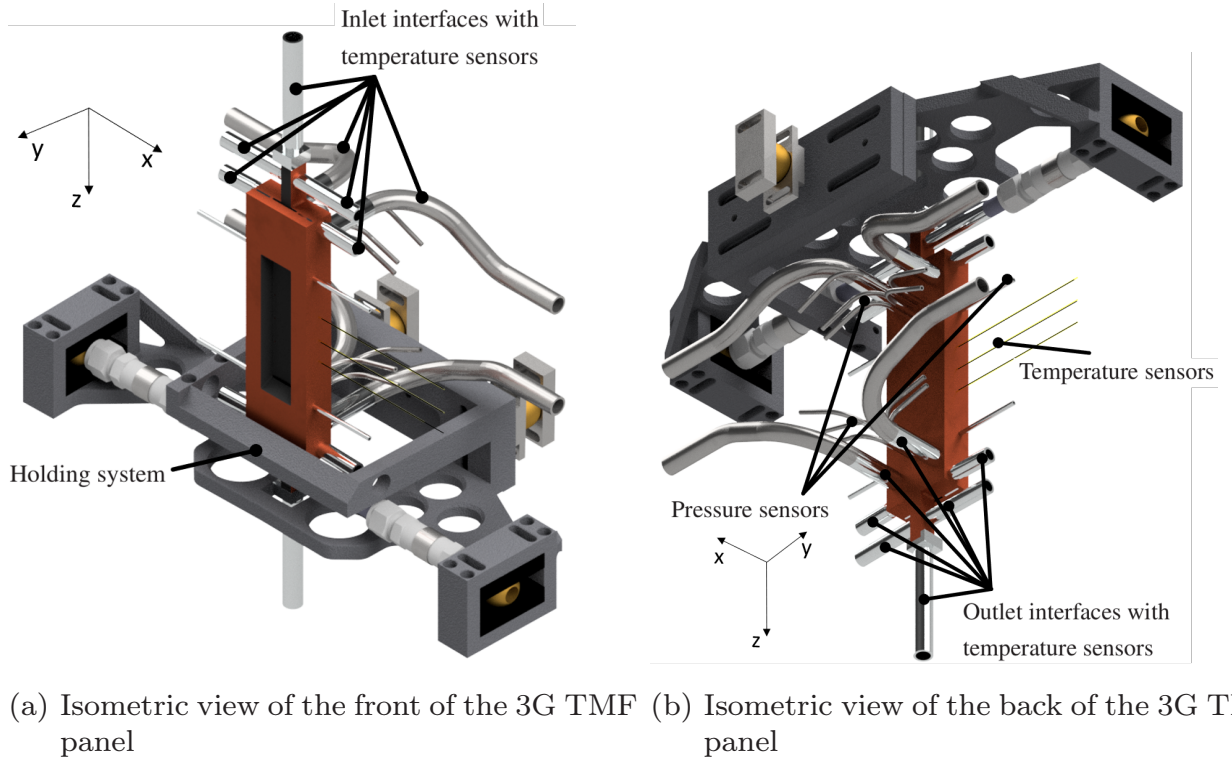 Inlet interfaces with
temperature sensors
y
x
z
Holding system
Temperature sensors
Pressure sensors
x
y
z
Outlet interfaces with
temperature sensors
(a) Isometric view of the front of the 3G TMF
panel
(b) Isometric view of the back of the 3G
panel